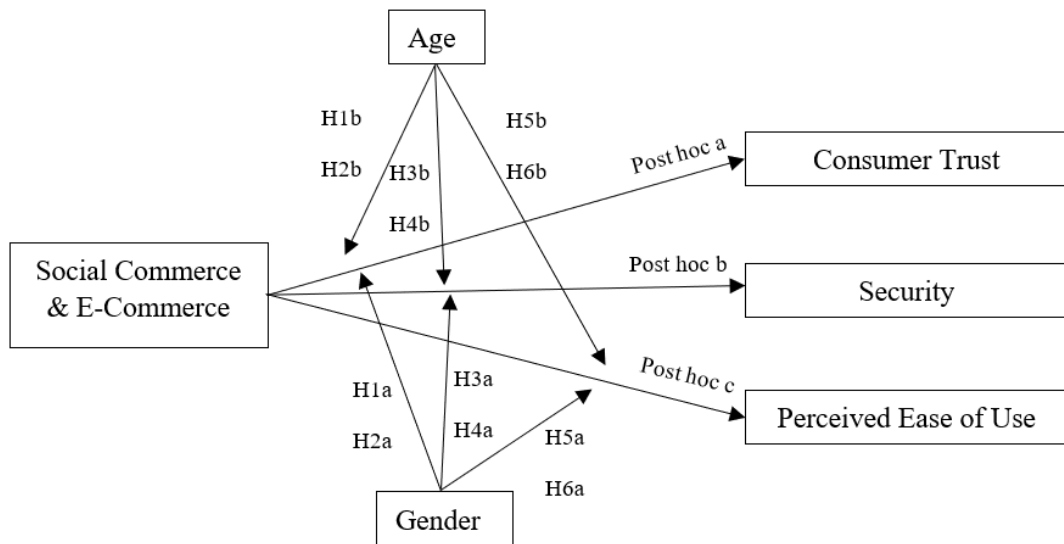 Age
H1b
H5b
H2b
H3b
H6b
H4b
Post hoc a
Consumer Trust
Social Commerce
& E-Commerce
Post hoc b
Security
Post hoc c
Perceived Ease of Use
H1a
H3a
H2a
H4a
H5a
H6a
Gender